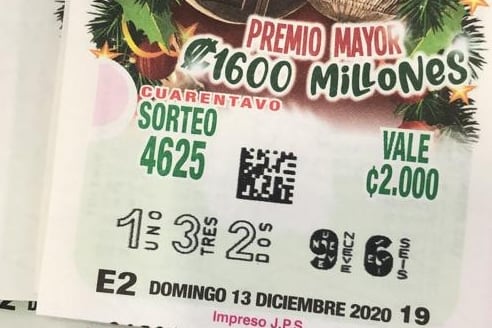 PREMIO MAYOR
₡1600 MILLONES
CUARENTAVO
SORTEO
4625
VALE
₡2.000
1 UNO 3 TRES 2 DOS 9 NUEVE 6 SEIS
E2 DOMINGO 13 DICIEMBRE 2020 19
Impreso J.P.S.